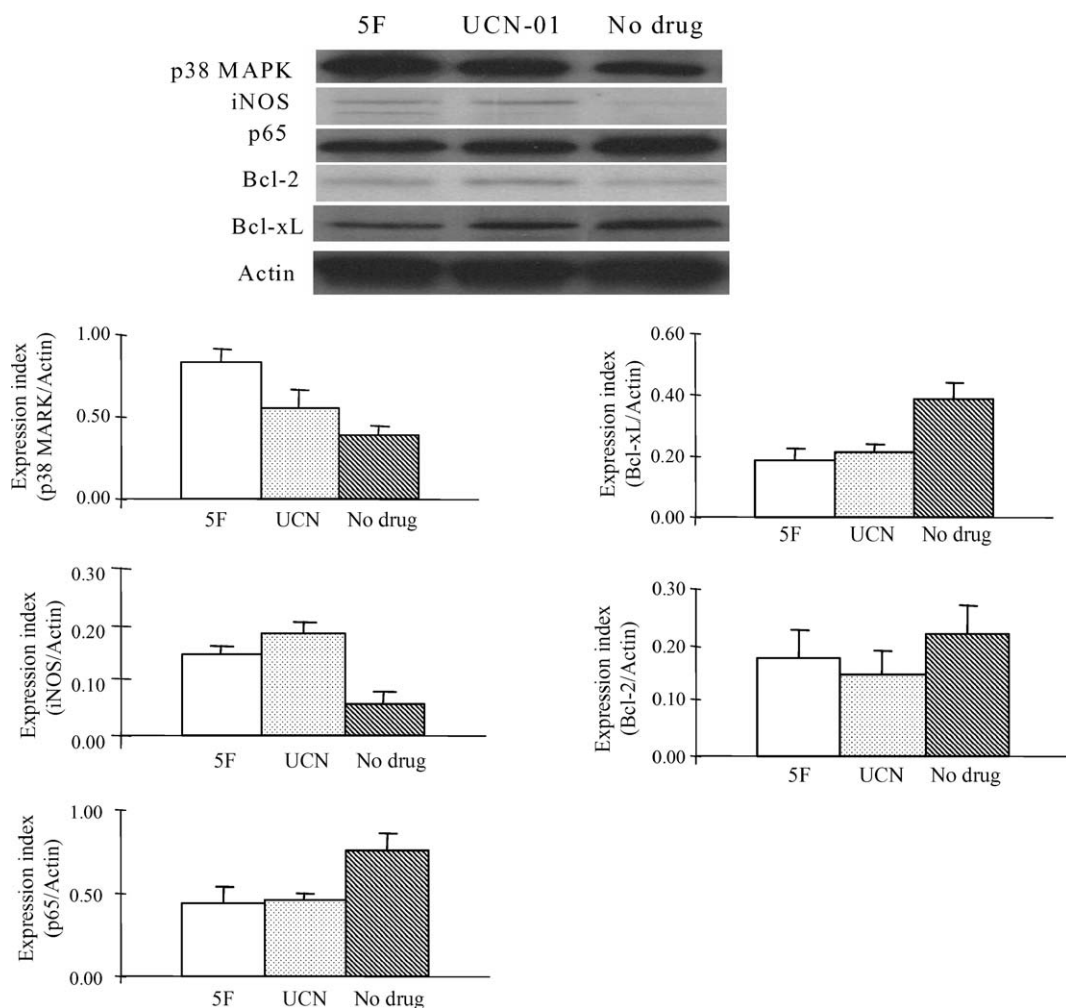 5F UCN-01 No drug
p38 MAPK
iNOS
p65
Bcl-2
Bcl-xL
Actin
Expression index
(p38 MARK/Actin)
1.00
0.50
0.00
5F UCN No drug
Expression index
(Bcl-xL/Actin)
0.60
0.40
0.20
0.00
5F UCN No drug
Expression index
(iNOS/Actin)
0.30
0.20
0.10
0.00
5F UCN No drug
Expression index
(Bcl-2/Actin)
0.30
0.20
0.10
0.00
5F UCN No drug
Expression index
(p65/Actin)
1.00
0.50
0.00
5F UCN No drug